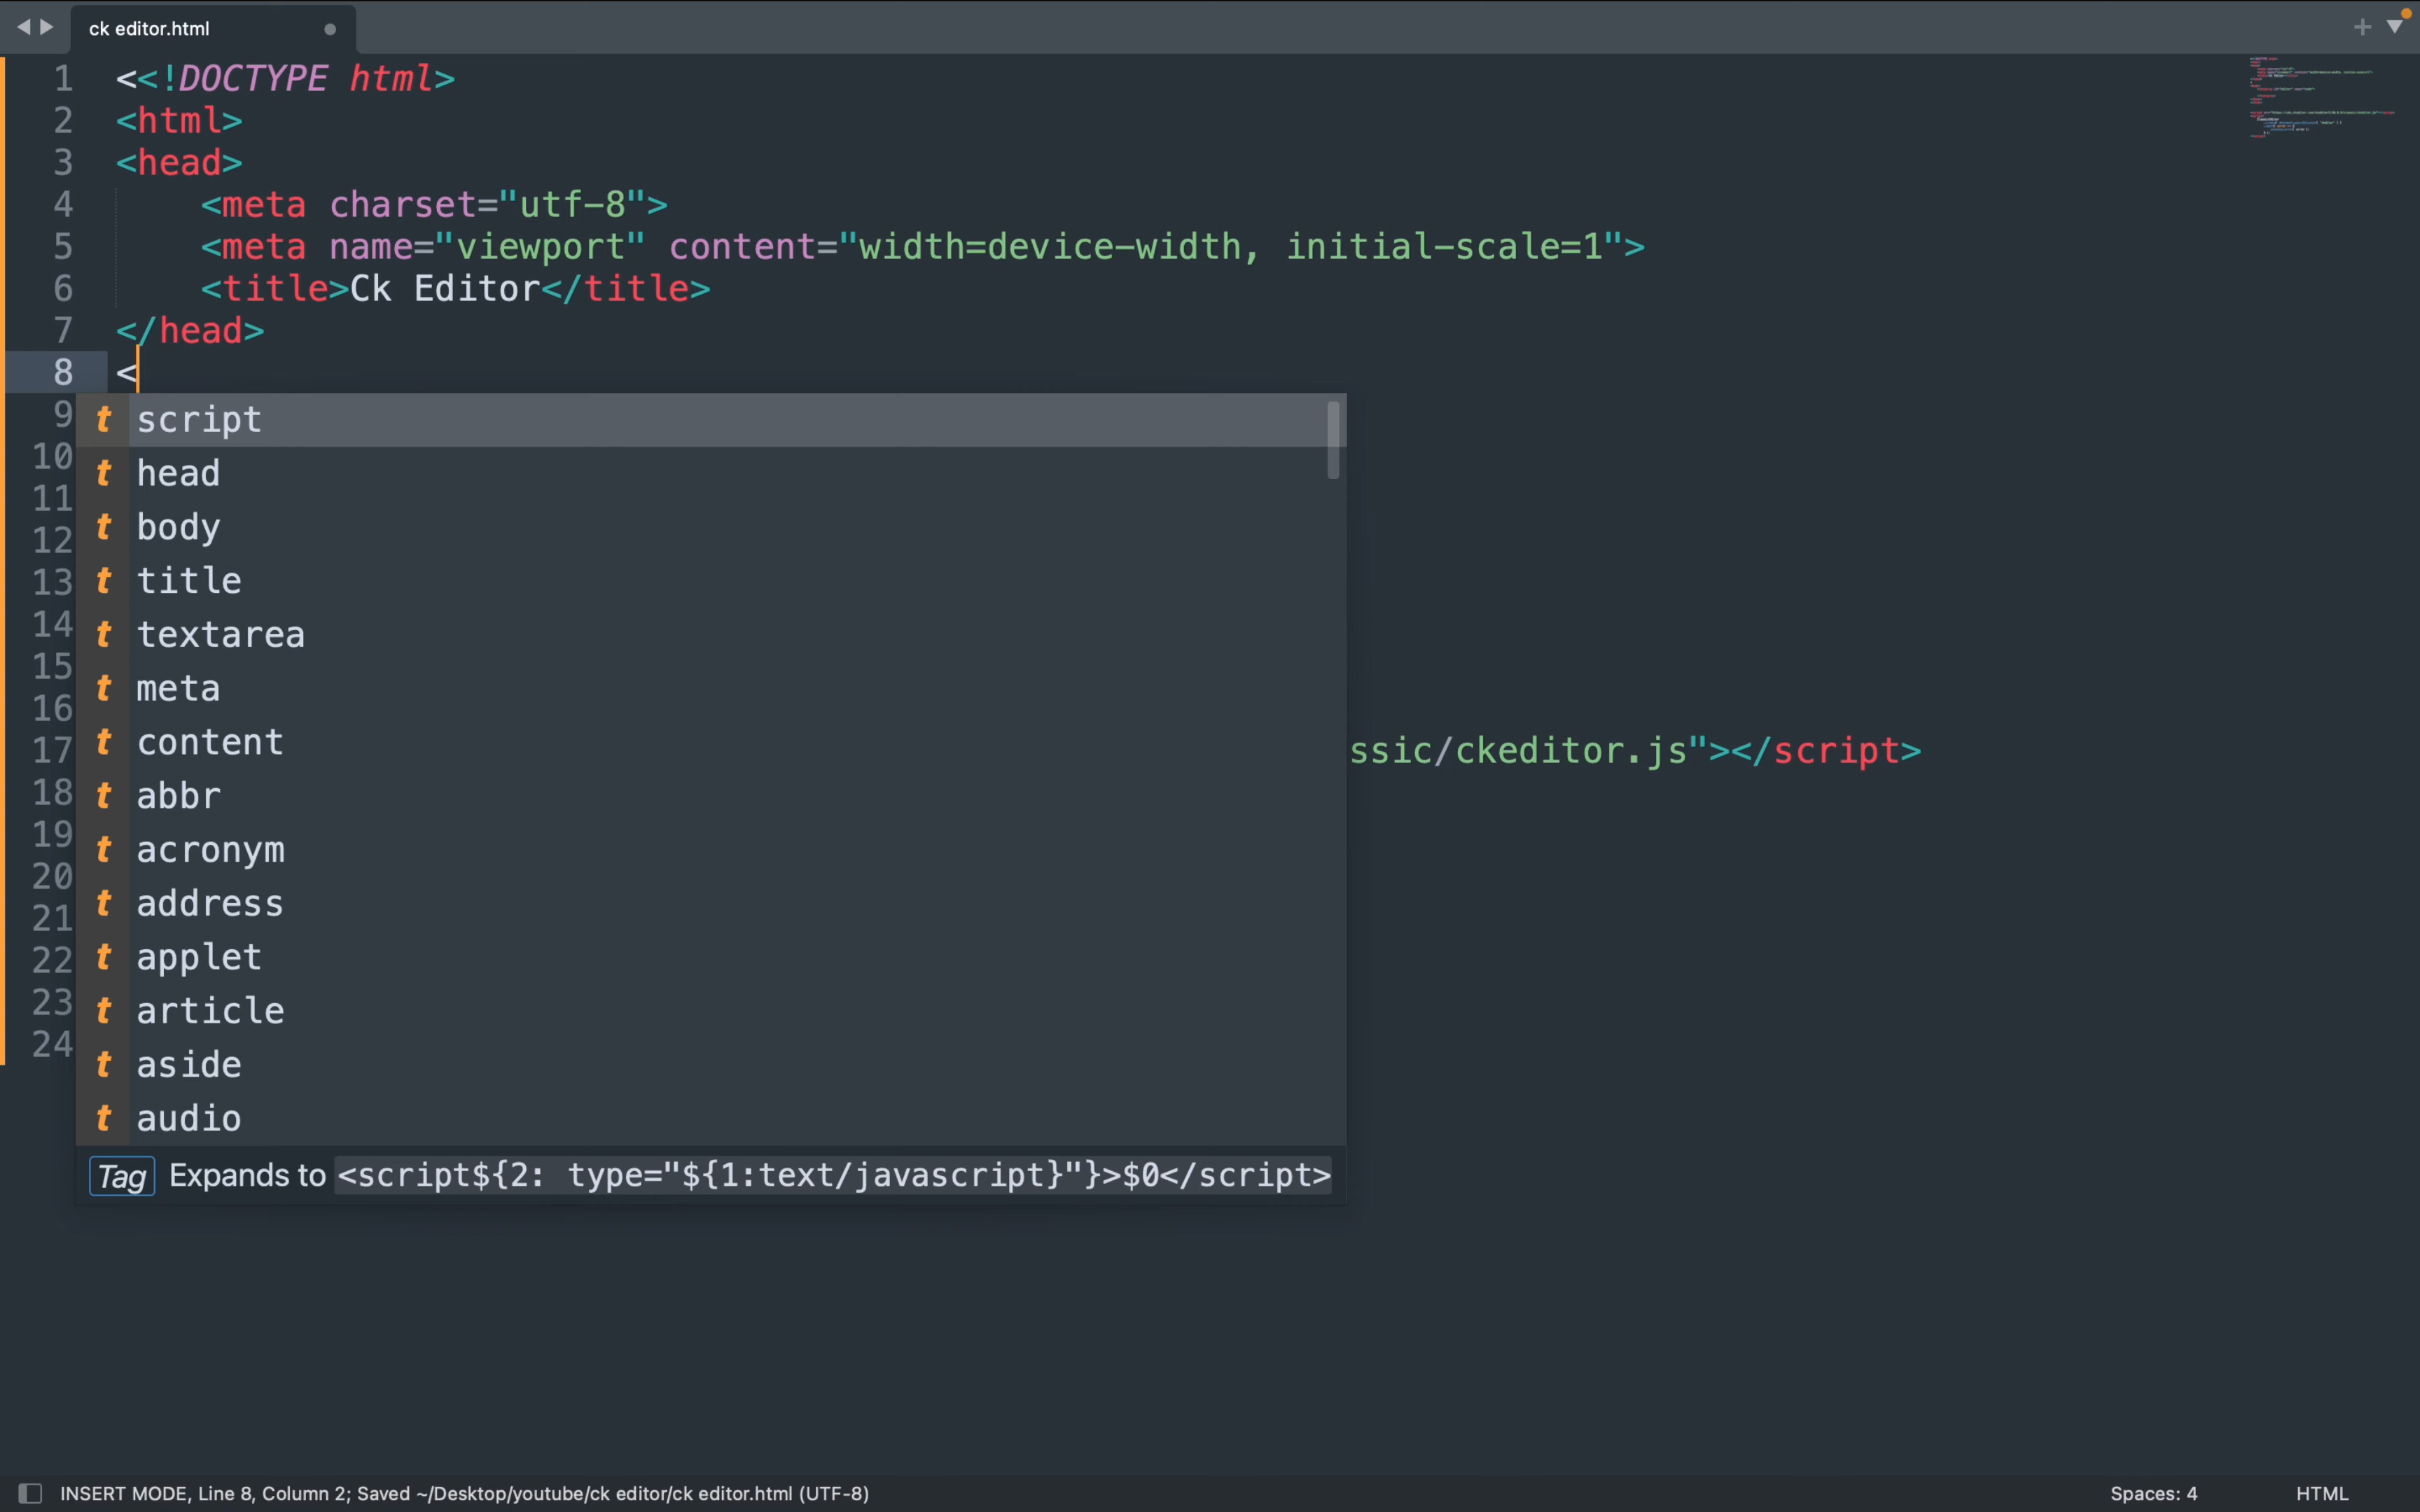 ck editor.html
1 <<!DOCTYPE html>
2 <html>
3 <head>
4 <meta charset="utf-8">
5 <meta name="viewport" content="width=device-width, initial-scale=1">
6 <title>Ck Editor</title>
7 </head>
8 <
9 t script
10 t head
11 t body
12 t title
13 t textarea
14 t meta
15 t content
16 t abbr
17 ssic/ckeditor.js"></script>
18 t acronym
19 t address
20 t applet
21 t article
22 t aside
23 t audio
24
Tag Expands to <script${2: type="${1:text/javascript}"}>$0</script>
INSERT MODE, Line 8, Column 2; Saved ~/Desktop/youtube/ck editor/ck editor.html (UTF-8)
Spaces: 4
HTML